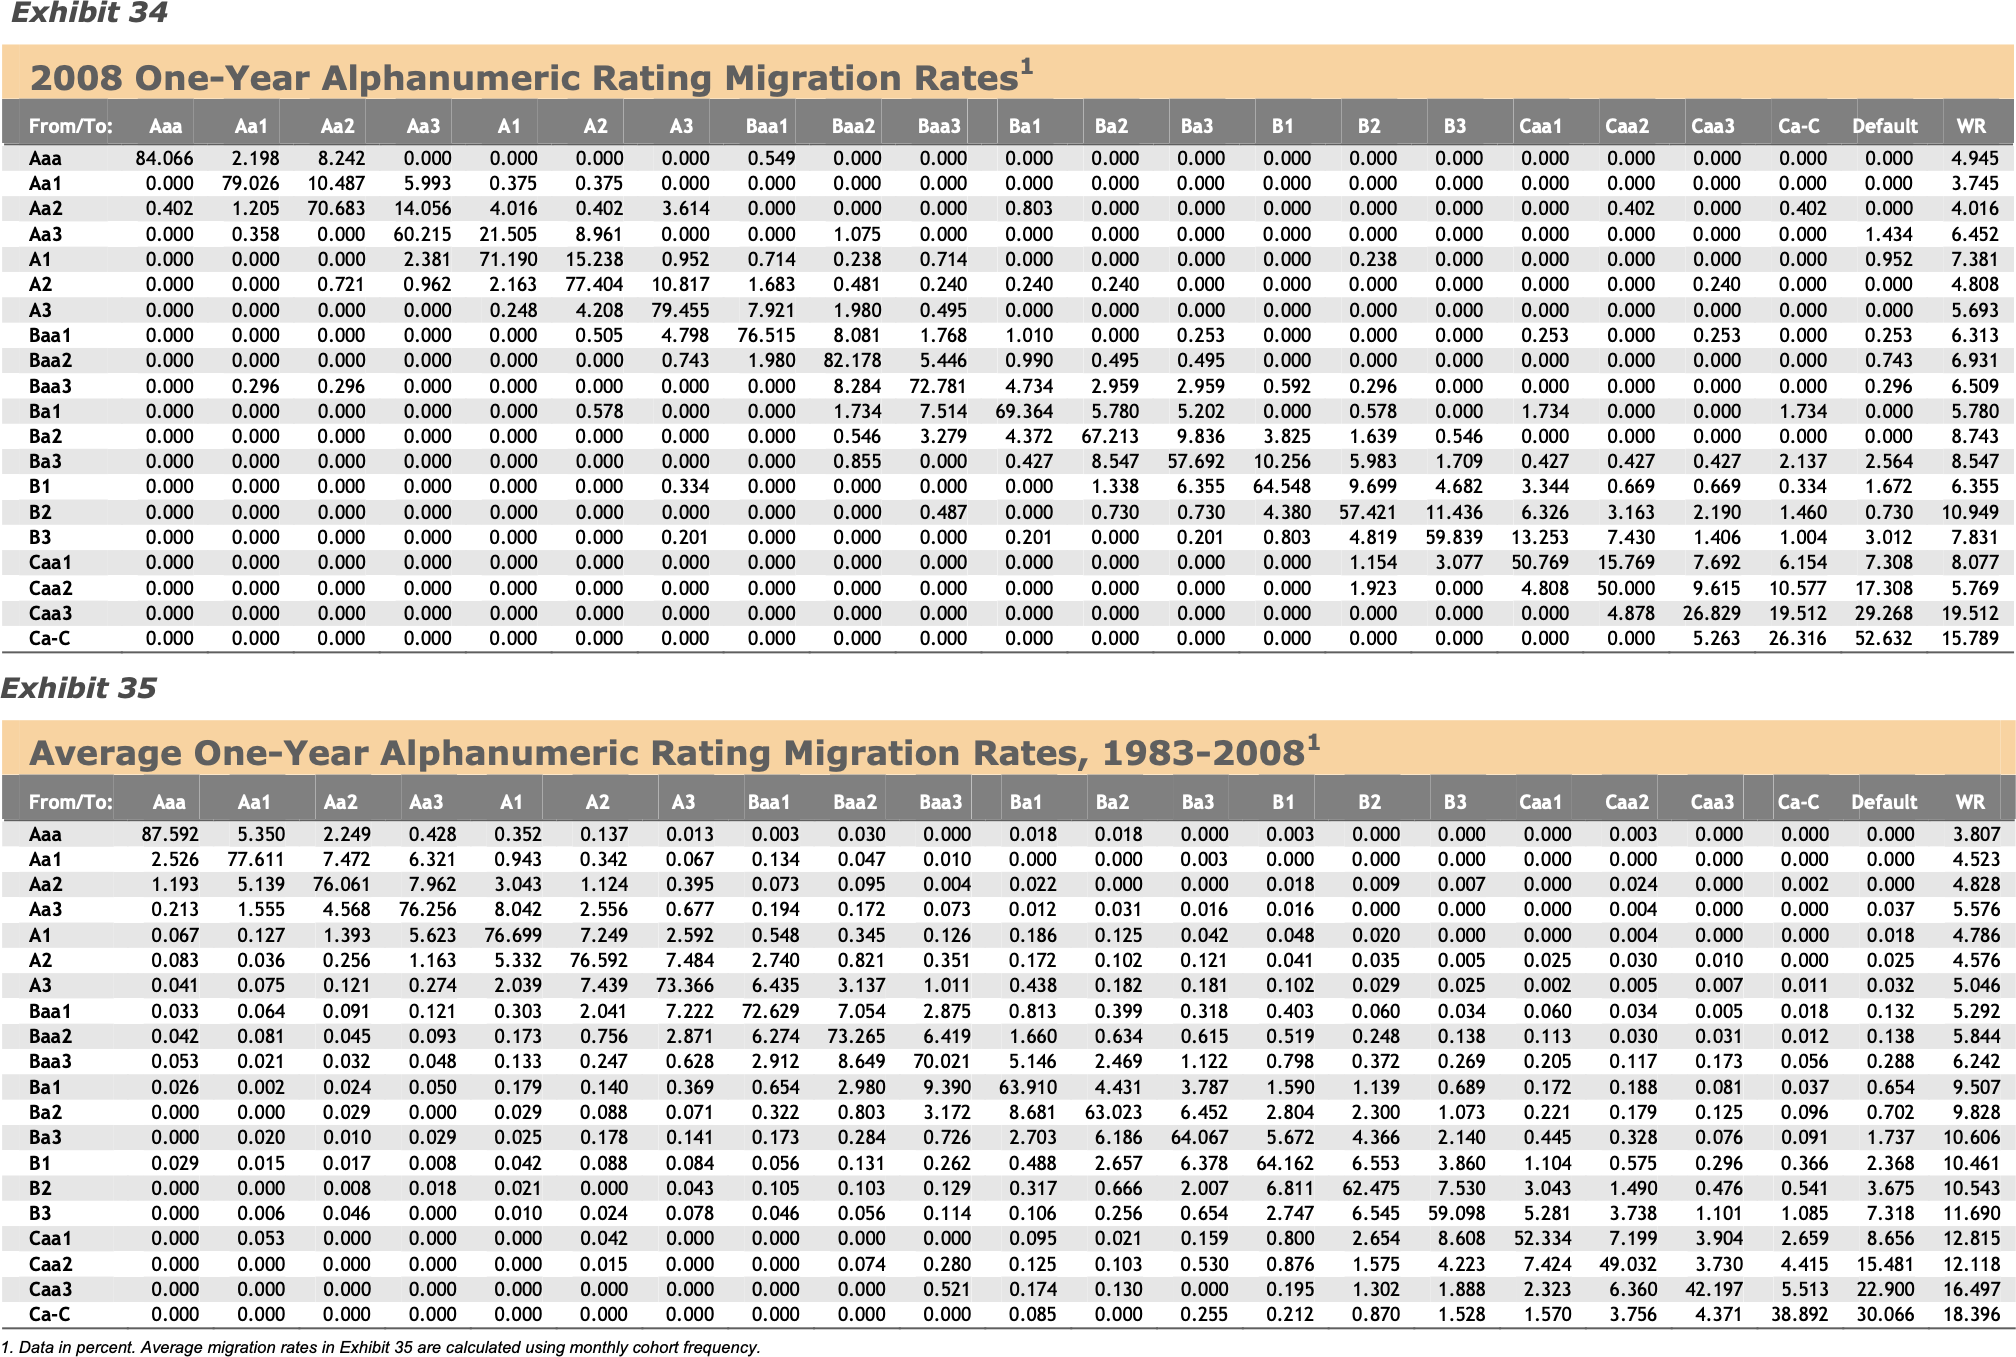 Exhibit 34
2008 One-Year Alphanumeric Rating Migration Rates1
From/To: Aaa Aa1 Aa2 Aa3 A1 A2 A3 Baa1 Baa2 Baa3 Ba1 Ba2 Ba3 B1 B2 B3 Caa1 Caa2 Caa3 Ca-C Default WR
Aaa 84.066 2.198 8.242 0.000 0.000 0.000 0.000 0.549 0.000 0.000 0.000 0.000 0.000 0.000 0.000 0.000 0.000 0.000 0.000 0.000 0.000 4.945
Aa1 0.000 79.026 10.487 5.993 0.375 0.375 0.000 0.000 0.000 0.000 0.000 0.000 0.000 0.000 0.000 0.000 0.000 0.000 0.000 0.000 0.000 3.745
Aa2 0.402 1.205 70.683 14.056 4.016 0.402 3.614 0.000 0.000 0.000 0.803 0.000 0.000 0.000 0.000 0.000 0.000 0.402 0.000 0.402 0.000 4.016
Aa3 0.000 0.358 0.000 60.215 21.505 8.961 0.000 0.000 1.075 0.000 0.000 0.000 0.000 0.000 0.000 0.000 0.000 0.000 0.000 0.000 1.434 6.452
A1 0.000 0.000 0.000 2.381 71.190 15.238 0.952 0.714 0.238 0.714 0.000 0.000 0.000 0.000 0.238 0.000 0.000 0.000 0.000 0.000 0.952 7.381
A2 0.000 0.000 0.721 0.962 2.163 77.404 10.817 1.683 0.481 0.240 0.240 0.240 0.000 0.000 0.000 0.000 0.000 0.000 0.240 0.000 0.000 4.808
A3 0.000 0.000 0.000 0.000 0.248 4.208 79.455 7.921 1.980 0.495 0.000 0.000 0.000 0.000 0.000 0.000 0.000 0.000 0.000 0.000 0.000 5.693
Baa1 0.000 0.000 0.000 0.000 0.000 0.505 4.798 76.515 8.081 1.768 1.010 0.000 0.253 0.000 0.000 0.000 0.253 0.000 0.253 0.000 0.253 6.313
Baa2 0.000 0.000 0.000 0.000 0.000 0.000 0.743 1.980 82.178 5.446 0.990 0.495 0.495 0.000 0.000 0.000 0.000 0.000 0.000 0.000 0.743 6.931
Baa3 0.000 0.296 0.296 0.000 0.000 0.000 0.000 0.000 8.284 72.781 4.734 2.959 2.959 0.592 0.296 0.000 0.000 0.000 0.000 0.000 0.296 6.509
Ba1 0.000 0.000 0.000 0.000 0.000 0.578 0.000 0.000 1.734 7.514 69.364 5.780 5.202 0.000 0.578 0.000 1.734 0.000 0.000 1.734 0.000 5.780
Ba2 0.000 0.000 0.000 0.000 0.000 0.000 0.000 0.000 0.546 3.279 4.372 67.213 9.836 3.825 1.639 0.546 0.000 0.000 0.000 0.000 0.000 8.743
Ba3 0.000 0.000 0.000 0.000 0.000 0.000 0.000 0.000 0.855 0.000 0.427 8.547 57.692 10.256 5.983 1.709 0.427 0.427 0.427 2.137 2.564 8.547
B1 0.000 0.000 0.000 0.000 0.000 0.000 0.334 0.000 0.000 0.000 0.000 1.338 6.355 64.548 9.699 4.682 3.344 0.669 0.669 0.334 1.672 6.355
B2 0.000 0.000 0.000 0.000 0.000 0.000 0.000 0.000 0.000 0.487 0.000 0.730 0.730 4.380 57.421 11.436 6.326 3.163 2.190 1.460 0.730 10.949
B3 0.000 0.000 0.000 0.000 0.000 0.000 0.201 0.000 0.000 0.000 0.201 0.000 0.201 0.803 4.819 59.839 13.253 7.430 1.406 1.004 3.012 7.831
Caa1 0.000 0.000 0.000 0.000 0.000 0.000 0.000 0.000 0.000 0.000 0.000 0.000 0.000 0.000 1.154 3.077 50.769 15.769 7.692 6.154 7.308 8.077
Caa2 0.000 0.000 0.000 0.000 0.000 0.000 0.000 0.000 0.000 0.000 0.000 0.000 0.000 0.000 1.923 0.000 4.808 50.000 9.615 10.577 17.308 5.769
Caa3 0.000 0.000 0.000 0.000 0.000 0.000 0.000 0.000 0.000 0.000 0.000 0.000 0.000 0.000 0.000 0.000 0.000 4.878 26.829 19.512 29.268 19.512
Ca-C 0.000 0.000 0.000 0.000 0.000 0.000 0.000 0.000 0.000 0.000 0.000 0.000 0.000 0.000 0.000 0.000 0.000 0.000 5.263 26.316 52.632 15.789
Exhibit 35
Average One-Year Alphanumeric Rating Migration Rates, 1983-20081
From/To: Aaa Aa1 Aa2 Aa3 A1 A2 A3 Baa1 Baa2 Baa3 Ba1 Ba2 Ba3 B1 B2 B3 Caa1 Caa2 Caa3 Ca-C Default WR
Aaa 87.592 5.350 2.249 0.428 0.352 0.137 0.013 0.003 0.030 0.000 0.018 0.018 0.000 0.003 0.000 0.000 0.000 0.003 0.000 0.000 0.000 3.807
Aa1 2.526 77.611 7.472 6.321 0.943 0.342 0.067 0.134 0.047 0.010 0.000 0.000 0.003 0.000 0.000 0.000 0.000 0.000 0.000 0.000 0.000 4.523
Aa2 1.193 5.139 76.061 7.962 3.043 1.124 0.395 0.073 0.095 0.004 0.022 0.000 0.000 0.018 0.009 0.007 0.000 0.024 0.000 0.002 0.000 4.828
Aa3 0.213 1.555 4.568 76.256 8.042 2.556 0.677 0.194 0.172 0.073 0.012 0.031 0.016 0.016 0.000 0.000 0.000 0.004 0.000 0.000 0.037 5.576
A1 0.067 0.127 1.393 5.623 76.699 7.249 2.592 0.548 0.345 0.126 0.186 0.125 0.042 0.048 0.020 0.000 0.000 0.004 0.000 0.000 0.018 4.786
A2 0.083 0.036 0.256 1.163 5.332 76.592 7.484 2.740 0.821 0.351 0.172 0.102 0.121 0.041 0.035 0.005 0.025 0.030 0.010 0.000 0.025 4.576
A3 0.041 0.075 0.121 0.274 2.039 7.439 73.366 6.435 3.137 1.011 0.438 0.182 0.181 0.102 0.029 0.025 0.002 0.005 0.007 0.011 0.032 5.046
Baa1 0.033 0.064 0.091 0.121 0.303 2.041 7.222 72.629 7.054 2.875 0.813 0.399 0.318 0.403 0.060 0.034 0.060 0.034 0.005 0.018 0.132 5.292
Baa2 0.042 0.081 0.045 0.093 0.173 0.756 2.871 6.274 73.265 6.419 1.660 0.634 0.615 0.519 0.248 0.138 0.113 0.030 0.031 0.012 0.138 5.844
Baa3 0.053 0.021 0.032 0.048 0.133 0.247 0.628 2.912 8.649 70.021 5.146 2.469 1.122 0.798 0.372 0.269 0.205 0.117 0.173 0.056 0.288 6.242
Ba1 0.026 0.002 0.024 0.050 0.179 0.140 0.369 0.654 2.980 9.390 63.910 4.431 3.787 1.590 1.139 0.689 0.172 0.188 0.081 0.037 0.654 9.507
Ba2 0.000 0.000 0.029 0.000 0.029 0.088 0.071 0.322 0.803 3.172 8.681 63.023 6.452 2.804 2.300 1.073 0.221 0.179 0.125 0.096 0.702 9.828
Ba3 0.000 0.020 0.010 0.029 0.025 0.178 0.141 0.173 0.284 0.726 2.703 6.186 64.067 5.672 4.366 2.140 0.445 0.328 0.076 0.091 1.737 10.606
B1 0.029 0.015 0.017 0.008 0.042 0.088 0.084 0.056 0.131 0.262 0.488 2.657 6.378 64.162 6.553 3.860 1.104 0.575 0.296 0.366 2.368 10.461
B2 0.000 0.000 0.008 0.018 0.021 0.000 0.043 0.105 0.103 0.129 0.317 0.666 2.007 6.811 62.475 7.530 3.043 1.490 0.476 0.541 3.675 10.543
B3 0.000 0.006 0.046 0.000 0.010 0.024 0.078 0.046 0.056 0.114 0.106 0.256 0.654 2.747 6.545 59.098 5.281 3.738 1.101 1.085 7.318 11.690
Caa1 0.000 0.053 0.000 0.000 0.000 0.042 0.000 0.000 0.000 0.000 0.095 0.021 0.159 0.800 2.654 8.608 52.334 7.199 3.904 2.659 8.656 12.815
Caa2 0.000 0.000 0.000 0.000 0.000 0.015 0.000 0.000 0.074 0.280 0.125 0.103 0.530 0.876 1.575 4.223 7.424 49.032 3.730 4.415 15.481 12.118
Caa3 0.000 0.000 0.000 0.000 0.000 0.000 0.000 0.000 0.000 0.521 0.174 0.130 0.000 0.195 1.302 1.888 2.323 6.360 42.197 5.513 22.900 16.497
Ca-C 0.000 0.000 0.000 0.000 0.000 0.000 0.000 0.000 0.000 0.000 0.085 0.000 0.255 0.212 0.870 1.528 1.570 3.756 4.371 38.892 30.066 18.396
1. Data in percent. Average migration rates in Exhibit 35 are calculated using monthly cohort frequency.